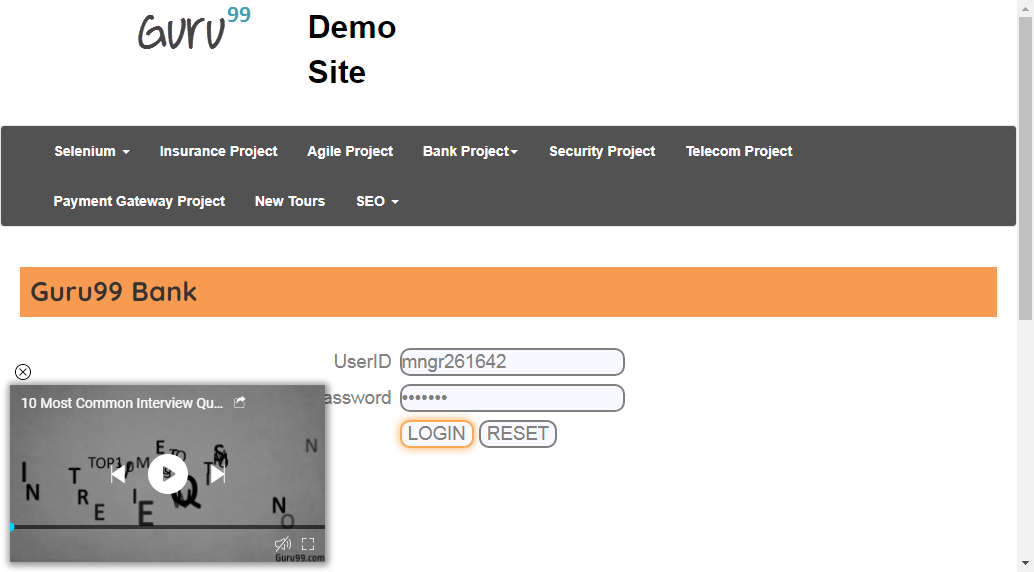 Guru99
Demo
Site
Selenium
Insurance Project
Agile Project
Bank Project
Security Project
Telecom Project
Payment Gateway Project
New Tours
SEO
Guru99 Bank
UserID
mngr261642
assword
•••••••
LOGIN
RESET
10 Most Common Interview Qu...
TOP10
Guru99.com